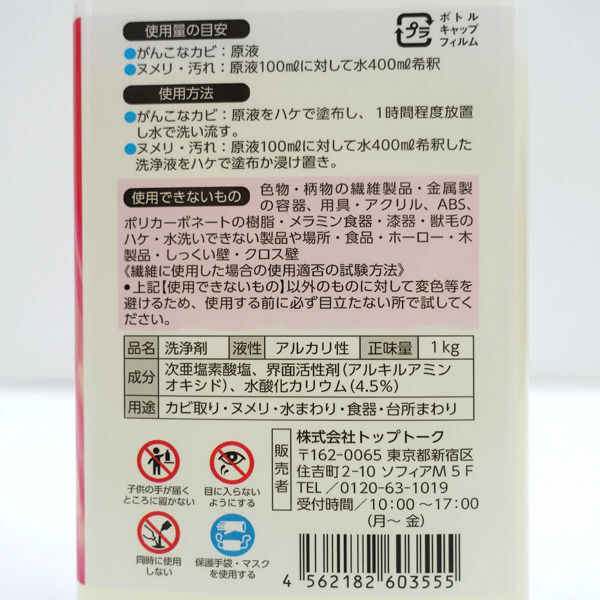 使用量の目安
●がんこなカビ：原液
●ヌメリ・汚れ：原液100mℓに対して水400mℓ希釈
プラ
ボトル
キャップ
フィルム
使用方法
●がんこなカビ：原液をハケで塗布し、1時間程度放置
し水で洗い流す。
●ヌメリ・汚れ：原液100mℓに対して水400mℓ希釈した
洗浄液をハケで塗布か浸け置き。
使用できないもの 色物・柄物の繊維製品・金属製
の容器、用具・アクリル、ABS、
ポリカーボネートの樹脂・メラミン食器・漆器・獣毛の
ハケ・水洗いできない製品や場所・食品・ホーロー・木
製品・しっくい壁・クロス壁
《繊維に使用した場合の使用適否の試験方法》
●上記【使用できないもの】以外のものに対して変色等を
避けるため、使用する前に必ず目立たない所で試してく
ださい。
品名 洗浄剤 液性 アルカリ性 正味量 1kg
成分 次亜塩素酸塩、界面活性剤（アルキルアミン
オキシド）、水酸化カリウム（4.5%）
用途 カビ取り・ヌメリ・水まわり・食器・台所まわり
子供の手が届く
ところに置かない
目に入らない
ようにする
同時に使用
しない
保護手袋・マスク
を使用する
販売者
株式会社トップトーク
〒162-0065 東京都新宿区
住吉町2-10 ソフィアM5F
TEL／0120-63-1019
受付時間／10：00〜17：00
（月〜 金）
4 562182 603555